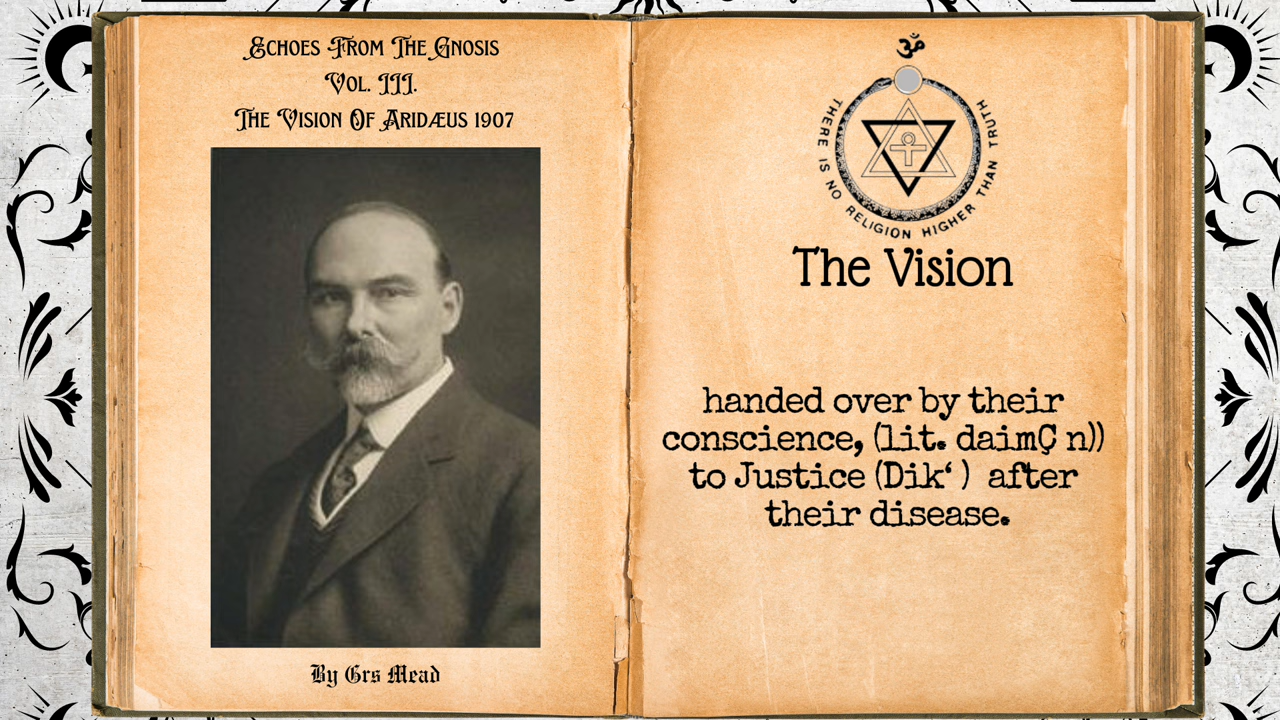 Echoes From The Gnosis
Vol. III.
The Vision Of Aridæus 1907
By Grs Mead
ॐ
THERE IS NO RELIGION HIGHER THAN TRUTH
The Vision
handed over by their
conscience, (lit. daimÇ n))
to Justice (Dik‘ ) after
their disease.